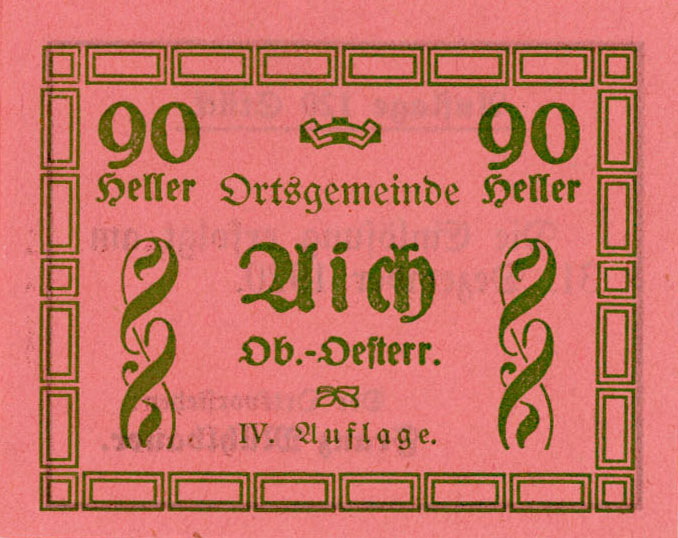 90 90
Heller Ortsgemeinde Heller
Aich
Ob.-Oesterr.
IV. Auflage.